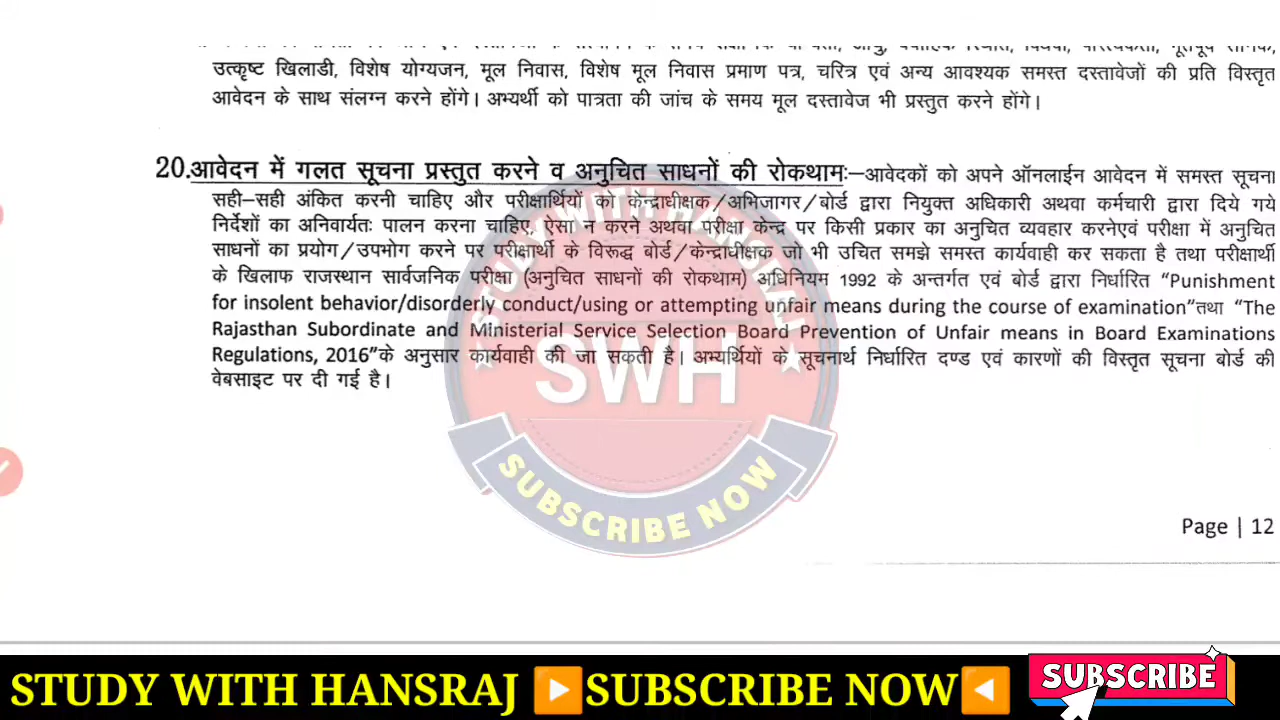 उत्कृष्ट खिलाडी, विशेष योग्यजन, मूल निवास, विशेष मूल निवास प्रमाण पत्र, चरित्र एवं अन्य आवश्यक समस्त दस्तावेजों की प्रति विस्तृत
आवेदन के साथ संलग्न करने होंगे। अभ्यर्थी को पात्रता की जांच के समय मूल दस्तावेज भी प्रस्तुत करने होंगे।
20.आवेदन में गलत सूचना प्रस्तुत करने व अनुचित साधनों की रोकथामः–आवेदकों को अपने ऑनलाईन आवेदन में समस्त सूचना
सही–सही अंकित करनी चाहिए और परीक्षार्थियों को केन्द्राधीक्षक/अभिजागर/बोर्ड द्वारा नियुक्त अधिकारी अथवा कर्मचारी द्वारा दिये गये
निर्देशों का अनिवार्यतः पालन करना चाहिए, ऐसा न करने अथवा परीक्षा केन्द्र पर किसी प्रकार का अनुचित व्यवहार करनेएवं परीक्षा में अनुचित
साधनों का प्रयोग/उपभोग करने पर परीक्षार्थी के विरूद्ध बोर्ड/केन्द्राधीक्षक जो भी उचित समझे समस्त कार्यवाही कर सकता है तथा परीक्षार्थी
के खिलाफ राजस्थान सार्वजनिक परीक्षा (अनुचित साधनों की रोकथाम) अधिनियम 1992 के अन्तर्गत एवं बोर्ड द्वारा निर्धारित “Punishment
for insolent behavior/disorderly conduct/using or attempting unfair means during the course of examination”तथा “The
Rajasthan Subordinate and Ministerial Service Selection Board Prevention of Unfair means in Board Examinations
Regulations, 2016”के अनुसार कार्यवाही की जा सकती है। अभ्यर्थियों के सूचनार्थ निर्धारित दण्ड एवं कारणों की विस्तृत सूचना बोर्ड की
वेबसाइट पर दी गई है।
STUDY WITH HANSRAJ
SWH
SUBSCRIBE NOW
Page | 12
STUDY WITH HANSRAJ ▶SUBSCRIBE NOW◀ SUBSCRIBE